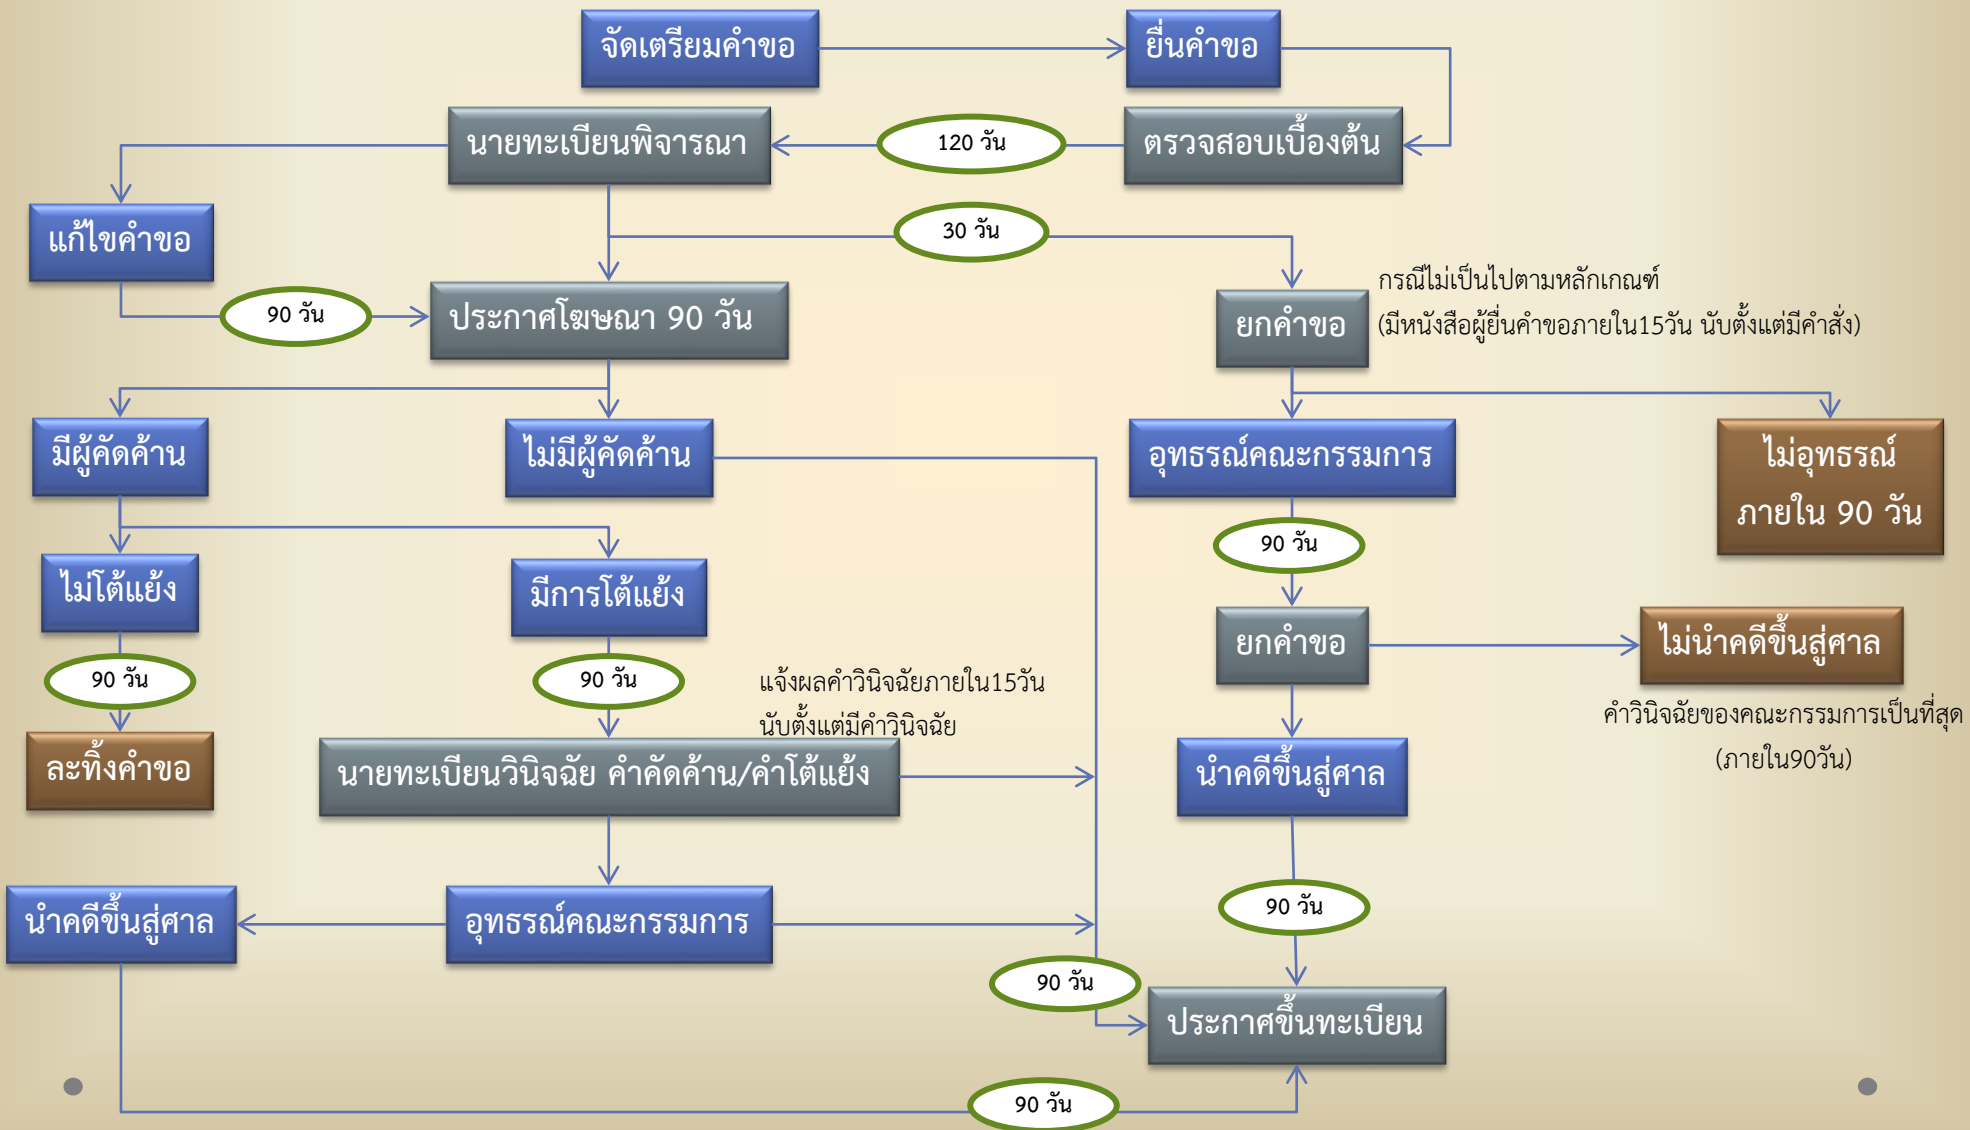 จัดเตรียมคำขอ
ยื่นคำขอ
นายทะเบียนพิจารณา
120 วัน
ตรวจสอบเบื้องต้น
แก้ไขคำขอ
30 วัน
90 วัน
ประกาศโฆษณา 90 วัน
ยกคำขอ
กรณีไม่เป็นไปตามหลักเกณฑ์
(มีหนังสือผู้ยื่นคำขอภายใน15วัน นับตั้งแต่มีคำสั่ง)
มีผู้คัดค้าน
ไม่มีผู้คัดค้าน
อุทธรณ์คณะกรรมการ
ไม่อุทธรณ์
ภายใน 90 วัน
90 วัน
ไม่โต้แย้ง
มีการโต้แย้ง
ยกคำขอ
ไม่นำคดีขึ้นสู่ศาล
90 วัน
90 วัน
แจ้งผลคำวินิจฉัยภายใน15วัน
นับตั้งแต่มีคำวินิจฉัย
คำวินิจฉัยของคณะกรรมการเป็นที่สุด
(ภายใน90วัน)
ละทิ้งคำขอ
นายทะเบียนวินิจฉัย คำคัดค้าน/คำโต้แย้ง
นำคดีขึ้นสู่ศาล
90 วัน
นำคดีขึ้นสู่ศาล
อุทธรณ์คณะกรรมการ
90 วัน
ประกาศขึ้นทะเบียน
90 วัน